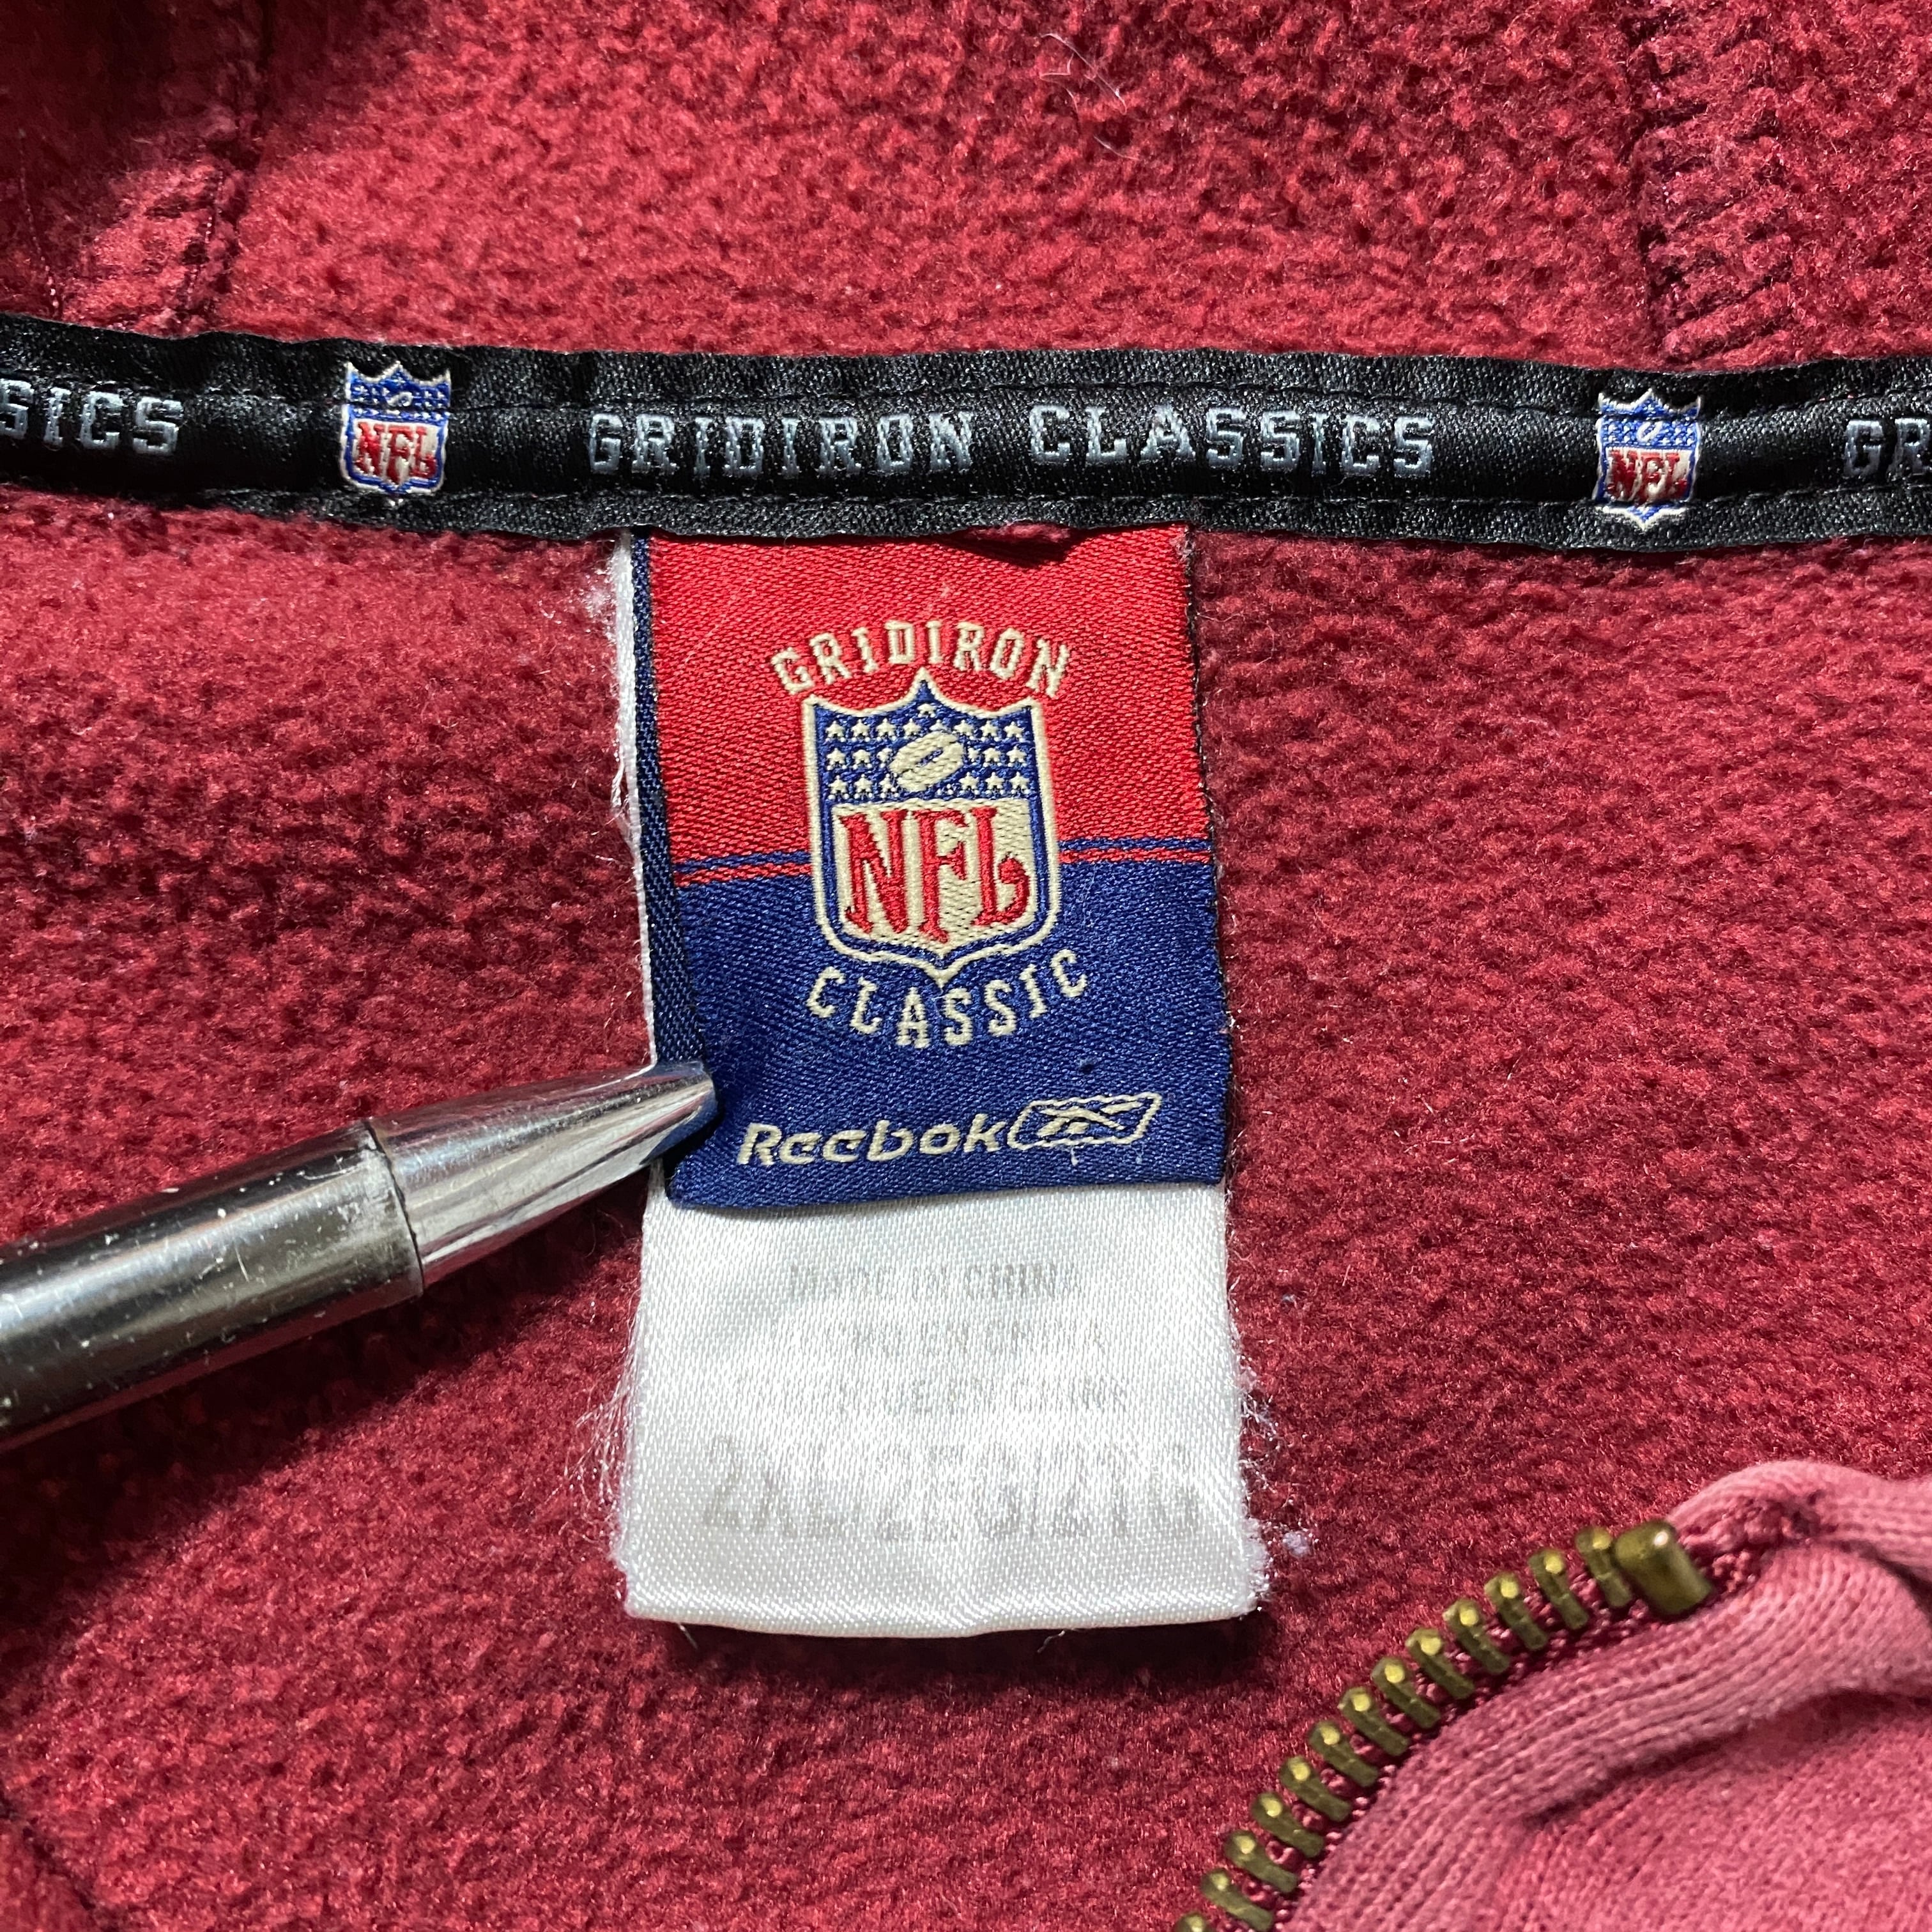 SICS NFL GRIDIRON CLASSICS NFL GR
GRIDIRON
NFL
CLASSIC
Reebok
MADE IN CHINA